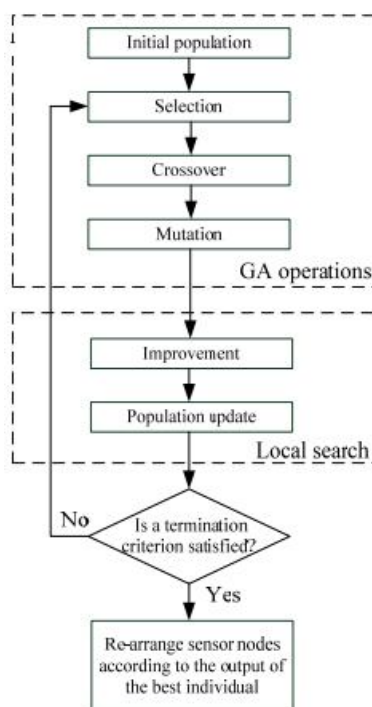 Initial population
Selection
Crossover
Mutation
GA operations
Improvement
Population update
Local search
No
Is a termination
criterion satisfied?
Yes
Re-arrange sensor nodes
according to the output of
the best individual